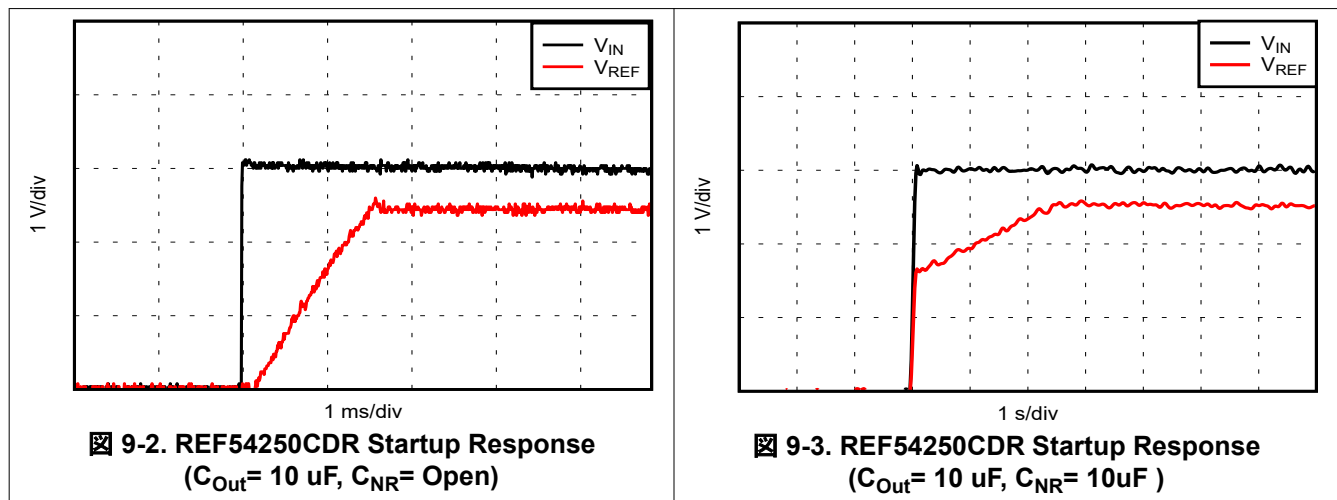 V_IN
V_REF
1 V/div
1 ms/div
図 9-2. REF54250CDR Startup Response
(C_Out= 10 uF, C_NR= Open)
V_IN
V_REF
1 V/div
1 s/div
図 9-3. REF54250CDR Startup Response
(C_Out= 10 uF, C_NR= 10uF )